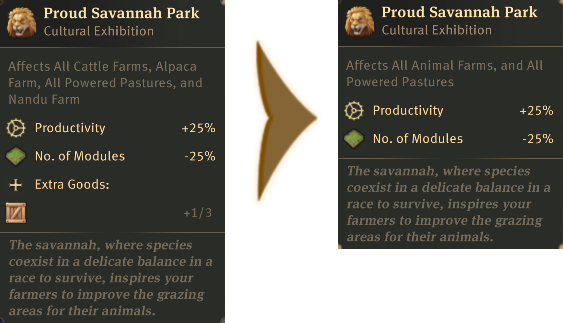 Proud Savannah Park
Cultural Exhibition
Affects All Cattle Farms, Alpaca
Farm, All Powered Pastures, and
Nandu Farm
Productivity +25%
No. of Modules -25%
Extra Goods:
+1/3
The savannah, where species
coexist in a delicate balance in a
race to survive, inspires your
farmers to improve the grazing
areas for their animals.
Proud Savannah Park
Cultural Exhibition
Affects All Animal Farms, and All
Powered Pastures
Productivity +25%
No. of Modules -25%
The savannah, where species
coexist in a delicate balance in a
race to survive, inspires your
farmers to improve the grazing
areas for their animals.